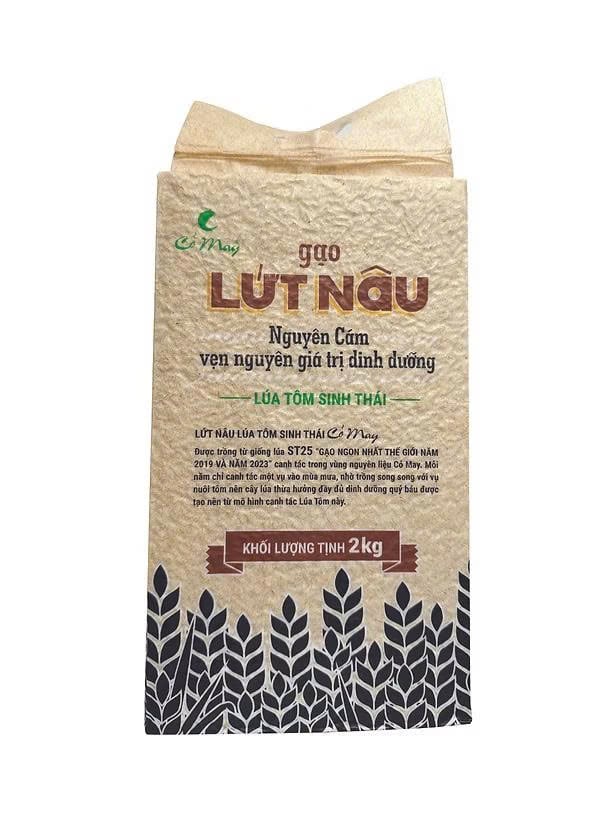 Cỏ May
gạo
LỨT NÂU
Nguyên Cám
vẹn nguyên giá trị dinh dưỡng
LÚA TÔM SINH THÁI
LỨT NÂU LÚA TÔM SINH THÁI Cỏ May
Được trồng từ giống lúa ST25 "GẠO NGON NHẤT THẾ GIỚI NĂM
2019 VÀ NĂM 2023" canh tác trong vùng nguyên liệu Cỏ May. Mỗi
năm chỉ canh tác một vụ vào mùa mưa, nhờ trồng song song với vụ
nuôi tôm nên cây lúa thừa hưởng đầy đủ dinh dưỡng quý báu được
tạo nên từ mô hình canh tác Lúa Tôm này.
KHỐI LƯỢNG TỊNH 2kg